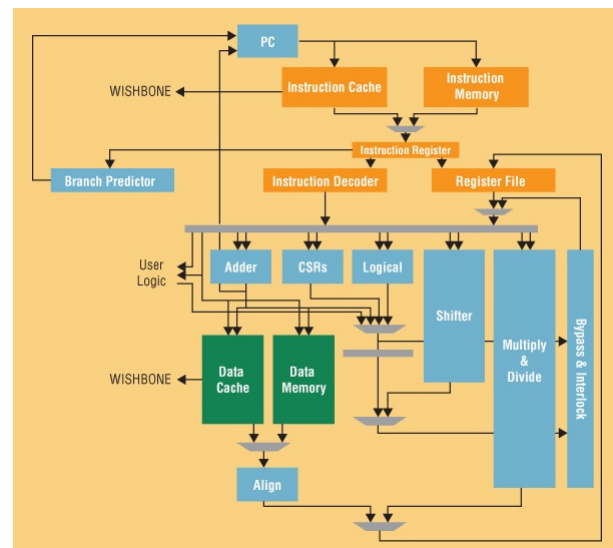 PC
WISHBONE
Instruction Cache
Instruction
Memory
Instruction Register
Branch Predictor
Instruction Decoder
Register File
User
Logic
Adder
CSRs
Logical
Shifter
Multiply
&
Divide
Bypass & Interlock
WISHBONE
Data
Cache
Data
Memory
Align